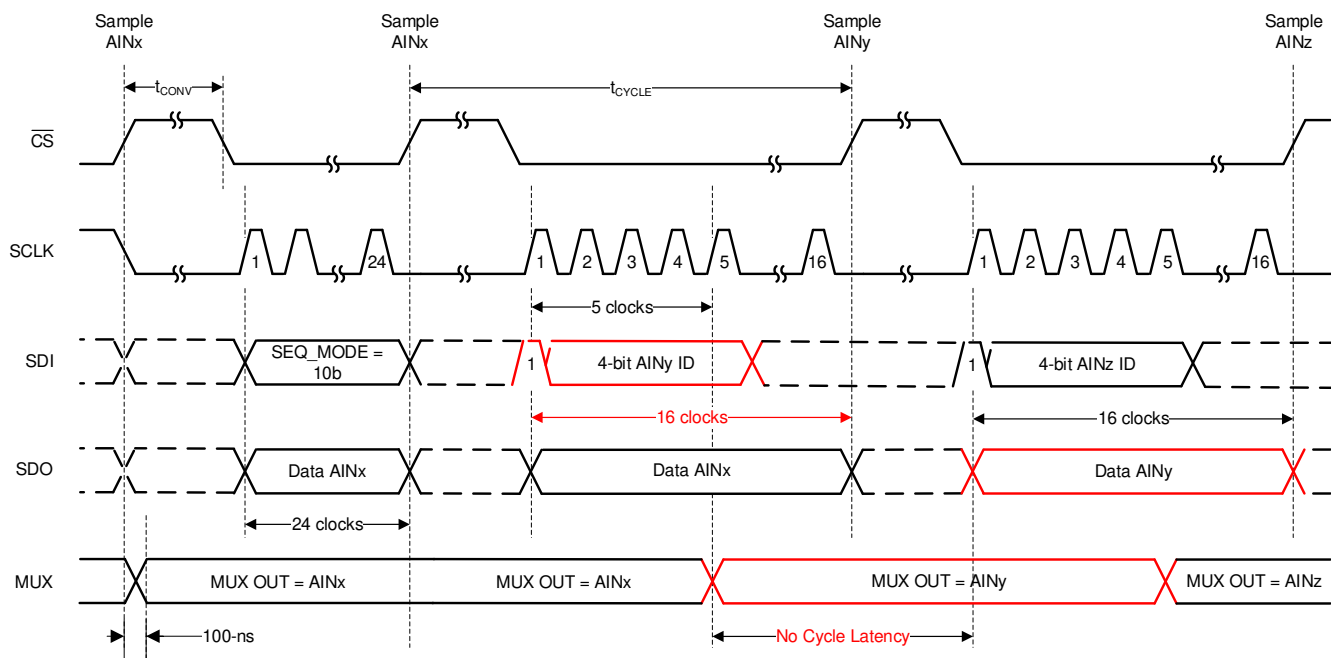 Sample
AINx
Sample
AINx
Sample
AINy
Sample
AINz
tCONV
tCYCLE
CS
SCLK
1
24
1
2
3
4
5
16
1
2
3
4
5
16
5 clocks
SDI
SEQ_MODE =
10b
1
4-bit AINy ID
1
4-bit AINz ID
16 clocks
16 clocks
SDO
Data AINx
Data AINx
Data AINy
24 clocks
MUX
MUX OUT = AINx
MUX OUT = AINx
MUX OUT = AINy
MUX OUT = AINz
100-ns
No Cycle Latency